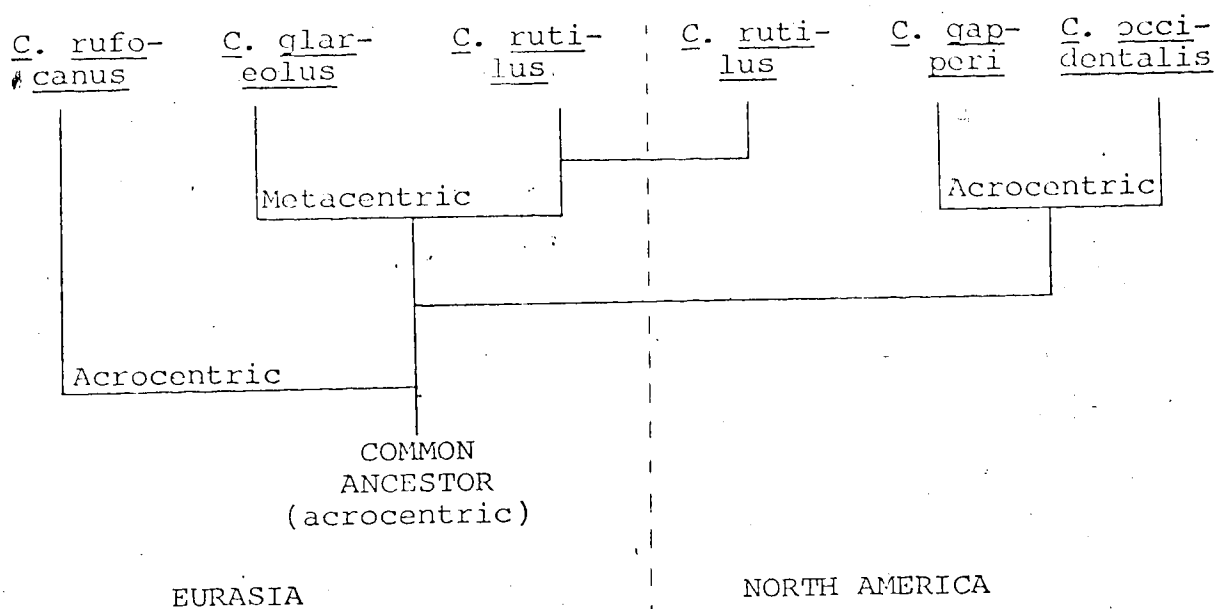 C. rufo- C. glar- C. ruti- C. ruti- C. gap- C. occi-
canus eolus lus lus peri dentalis
Metacentric Acrocentric
Acrocentric
COMMON
ANCESTOR
(acrocentric)
EURASIA NORTH AMERICA